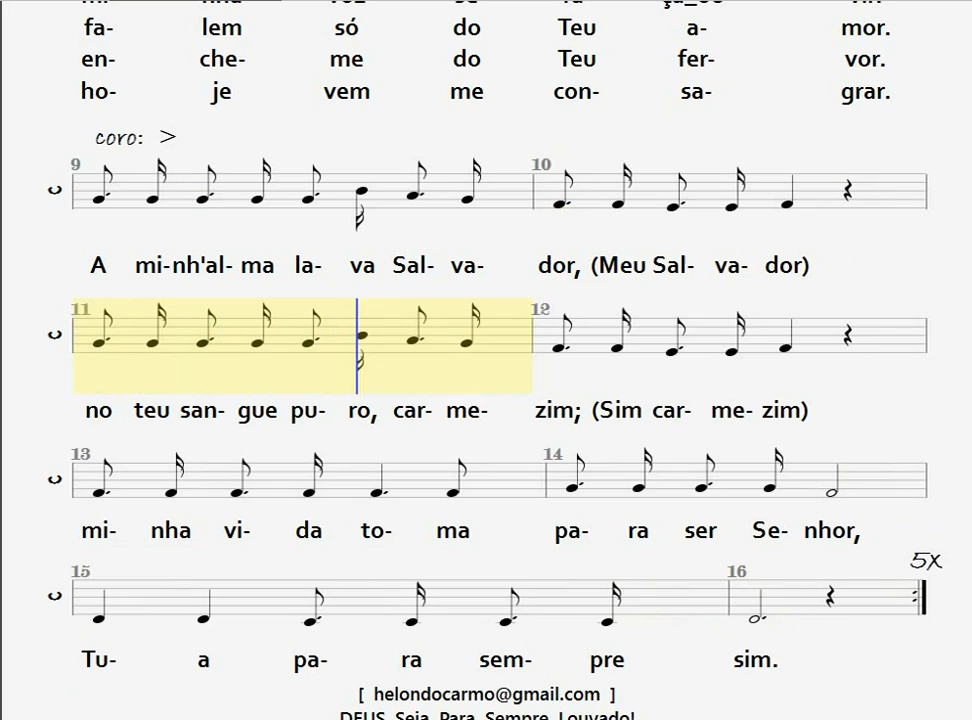 fa- lem só do Teu a- mor.
en- che- me do Teu fer- vor.
ho- je vem me con- sa- grar.
coro: >
9 10
A mi-nh'al- ma la- va Sal- va- dor, (Meu Sal- va- dor)
11 12
no teu san- gue pu- ro, car- me- zim; (Sim car- me- zim)
13 14
mi- nha vi- da to- ma pa- ra ser Se- nhor,
5X
15 16
Tu- a pa- ra sem- pre sim.
[ helondocarmo@gmail.com ]
DEUS Seja Para Sempre Louvado!